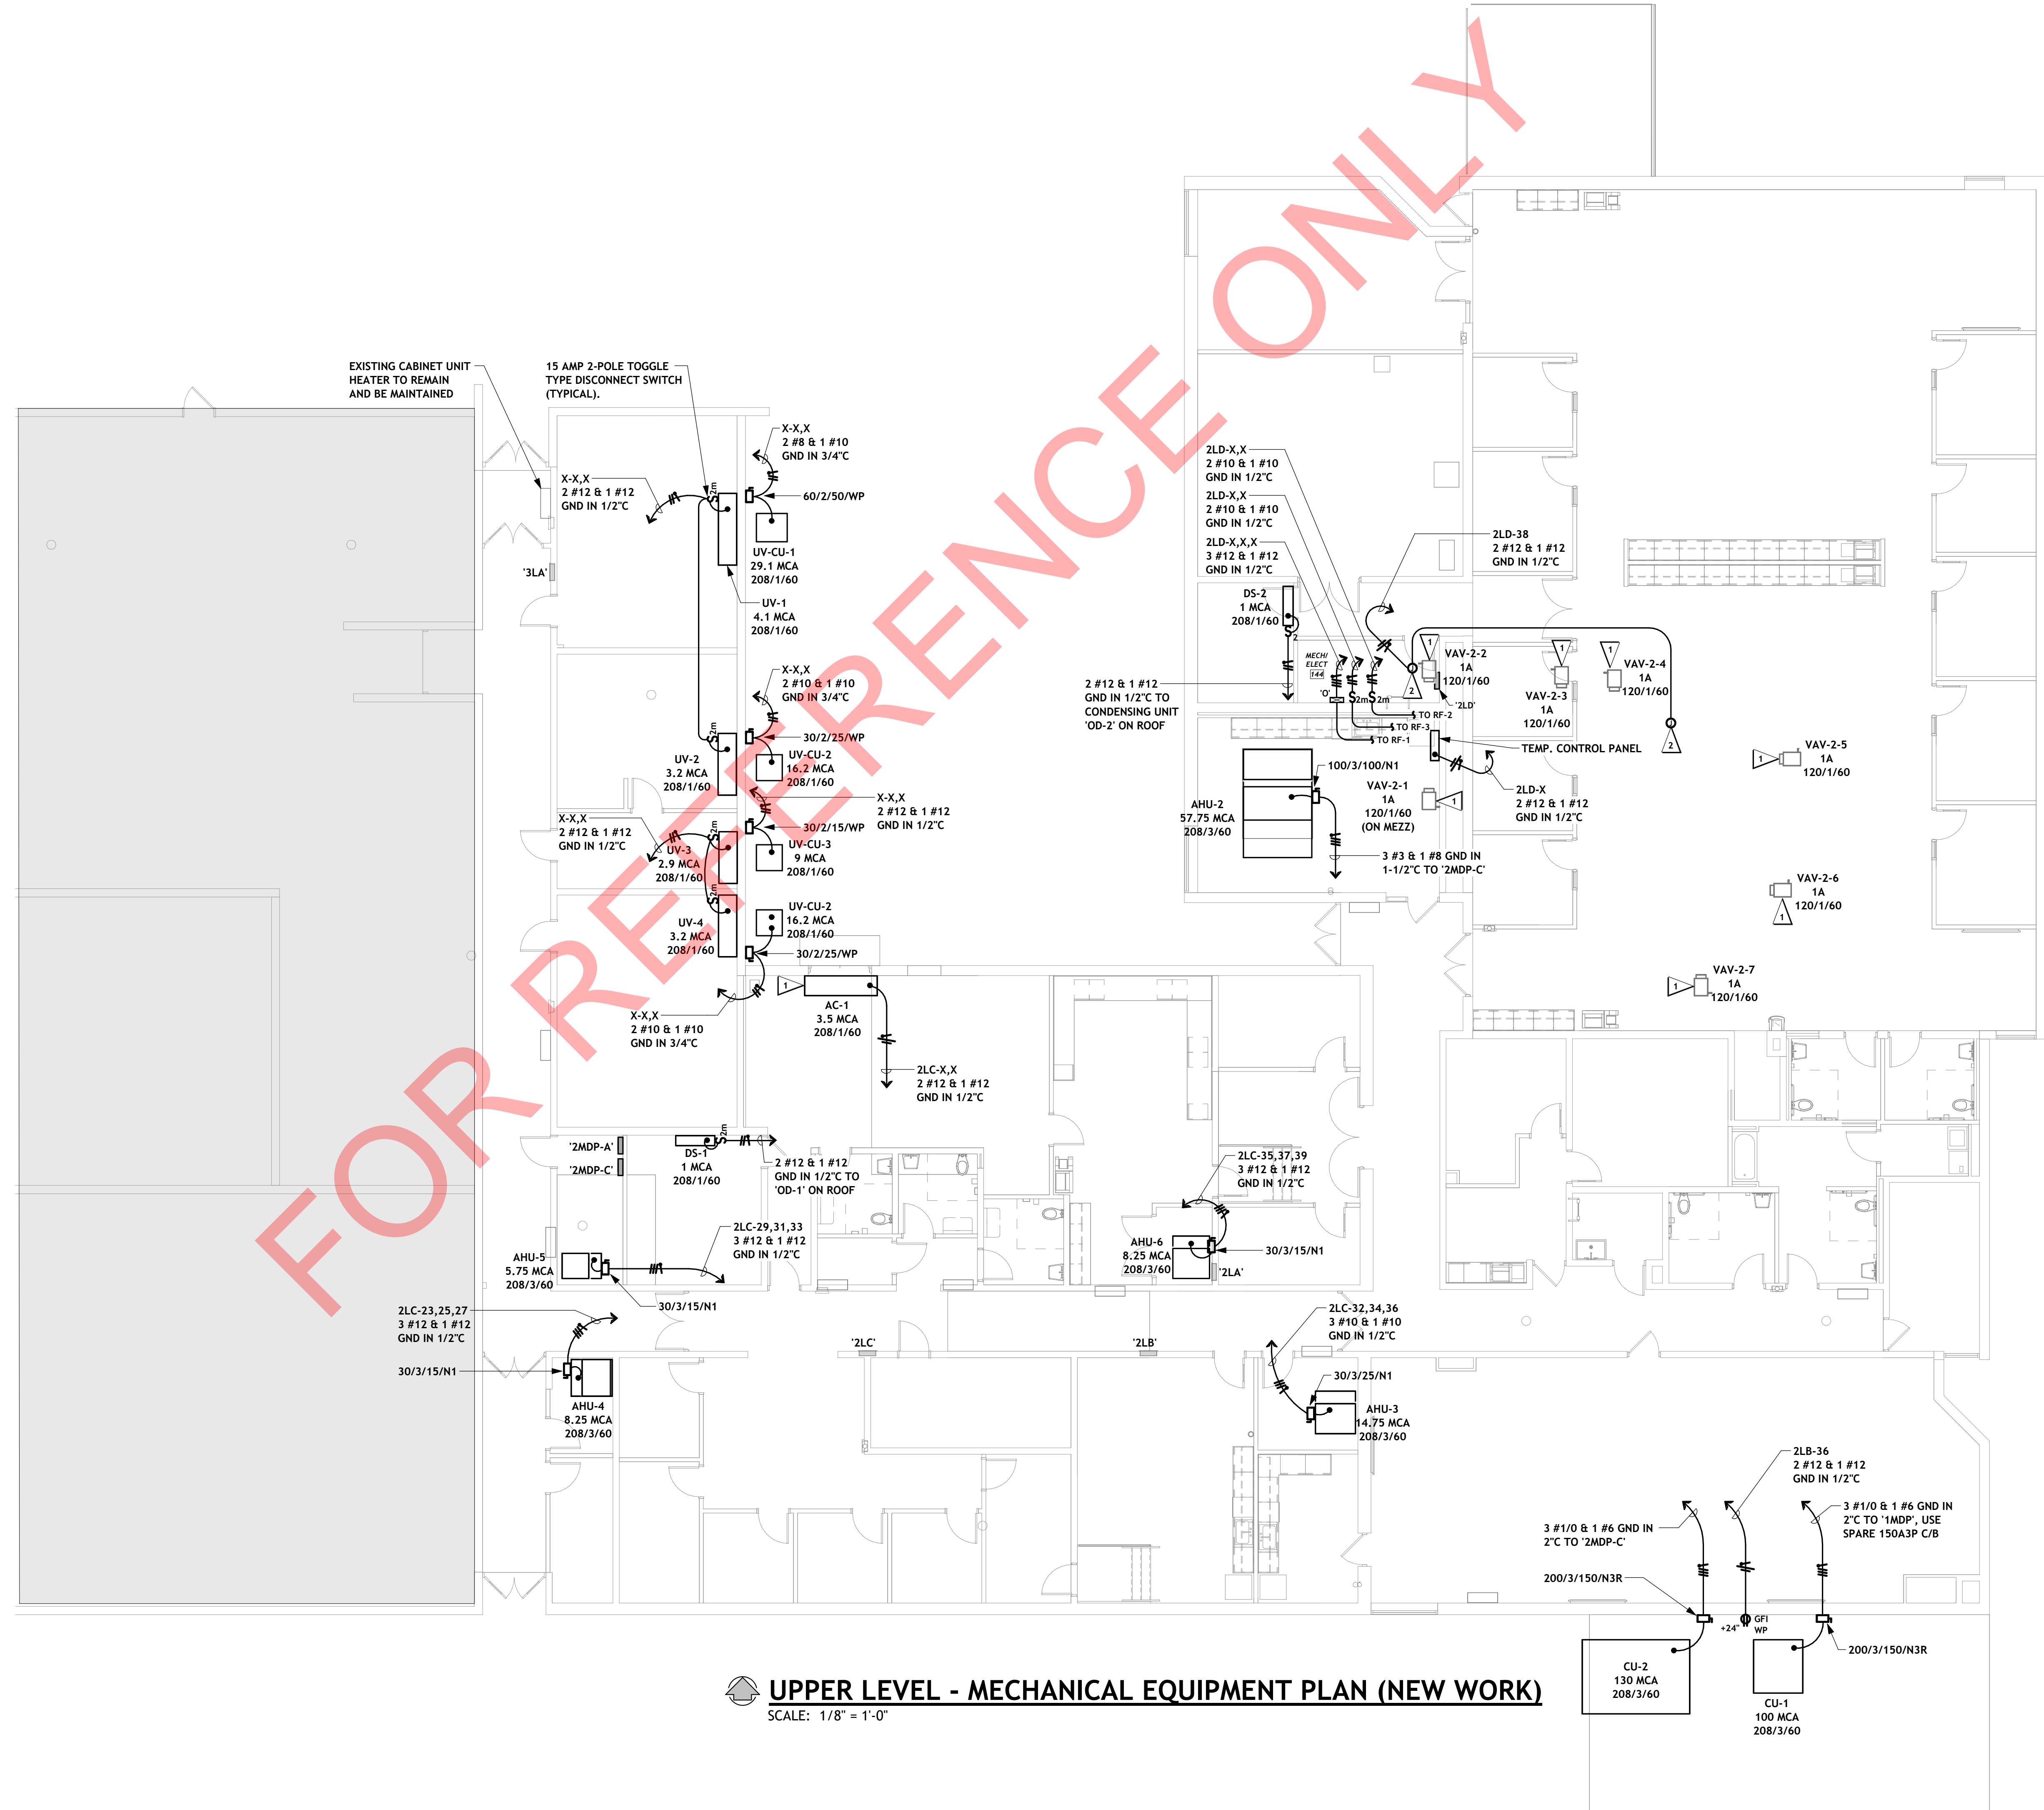 FOR REFERENCE ONLY
EXISTING CABINET UNIT
HEATER TO REMAIN
AND BE MAINTAINED
15 AMP 2-POLE TOGGLE
TYPE DISCONNECT SWITCH
(TYPICAL).
X-X,X
2 #8 & 1 #10
GND IN 3/4"C
X-X,X
2 #12 & 1 #12
GND IN 1/2"C
S2m
60/2/50/WP
UV-CU-1
29.1 MCA
208/1/60
'3LA'
UV-1
4.1 MCA
208/1/60
X-X,X
2 #10 & 1 #10
GND IN 3/4"C
S2m
30/2/25/WP
UV-2
3.2 MCA
208/1/60
UV-CU-2
16.2 MCA
208/1/60
X-X,X
2 #12 & 1 #12
GND IN 1/2"C
X-X,X
2 #12 & 1 #12
GND IN 1/2"C
S2m
30/2/15/WP
UV-3
2.9 MCA
208/1/60
UV-CU-3
9 MCA
208/1/60
S2m
UV-4
3.2 MCA
208/1/60
UV-CU-2
16.2 MCA
208/1/60
30/2/25/WP
X-X,X
2 #10 & 1 #10
GND IN 3/4"C
1
AC-1
3.5 MCA
208/1/60
2LC-X,X
2 #12 & 1 #12
GND IN 1/2"C
2LD-X,X
2 #10 & 1 #10
GND IN 1/2"C
2LD-X,X
2 #10 & 1 #10
GND IN 1/2"C
2LD-X,X,X
3 #12 & 1 #12
GND IN 1/2"C
2LD-38
2 #12 & 1 #12
GND IN 1/2"C
DS-2
1 MCA
208/1/60
S2
MECH/
ELECT
144
'O'
S2m
S2m
2 #12 & 1 #12
GND IN 1/2"C TO
CONDENSING UNIT
'OD-2' ON ROOF
TO RF-2
TO RF-3
TO RF-1
2
1
VAV-2-2
1A
120/1/60
'2LD'
1
VAV-2-3
1A
120/1/60
1
VAV-2-4
1A
120/1/60
2
TEMP. CONTROL PANEL
1
VAV-2-5
1A
120/1/60
100/3/100/N1
AHU-2
57.75 MCA
208/3/60
VAV-2-1
1A
120/1/60
(ON MEZZ)
1
2LD-X
2 #12 & 1 #12
GND IN 1/2"C
3 #3 & 1 #8 GND IN
1-1/2"C TO '2MDP-C'
VAV-2-6
1A
120/1/60
1
VAV-2-7
1A
120/1/60
1
'2MDP-A'
'2MDP-C'
S2m
DS-1
1 MCA
208/1/60
2 #12 & 1 #12
GND IN 1/2"C TO
'OD-1' ON ROOF
2LC-29,31,33
3 #12 & 1 #12
GND IN 1/2"C
AHU-5
5.75 MCA
208/3/60
30/3/15/N1
2LC-35,37,39
3 #12 & 1 #12
GND IN 1/2"C
AHU-6
8.25 MCA
208/3/60
30/3/15/N1
'2LA'
2LC-23,25,27
3 #12 & 1 #12
GND IN 1/2"C
30/3/15/N1
AHU-4
8.25 MCA
208/3/60
'2LC'
'2LB'
2LC-32,34,36
3 #10 & 1 #10
GND IN 1/2"C
30/3/25/N1
AHU-3
14.75 MCA
208/3/60
2LB-36
2 #12 & 1 #12
GND IN 1/2"C
3 #1/0 & 1 #6 GND IN
2"C TO '2MDP-C'
3 #1/0 & 1 #6 GND IN
2"C TO '1MDP', USE
SPARE 150A3P C/B
200/3/150/N3R
+24"
GFI
WP
200/3/150/N3R
CU-2
130 MCA
208/3/60
CU-1
100 MCA
208/3/60
UPPER LEVEL - MECHANICAL EQUIPMENT PLAN (NEW WORK)
SCALE: 1/8" = 1'-0"